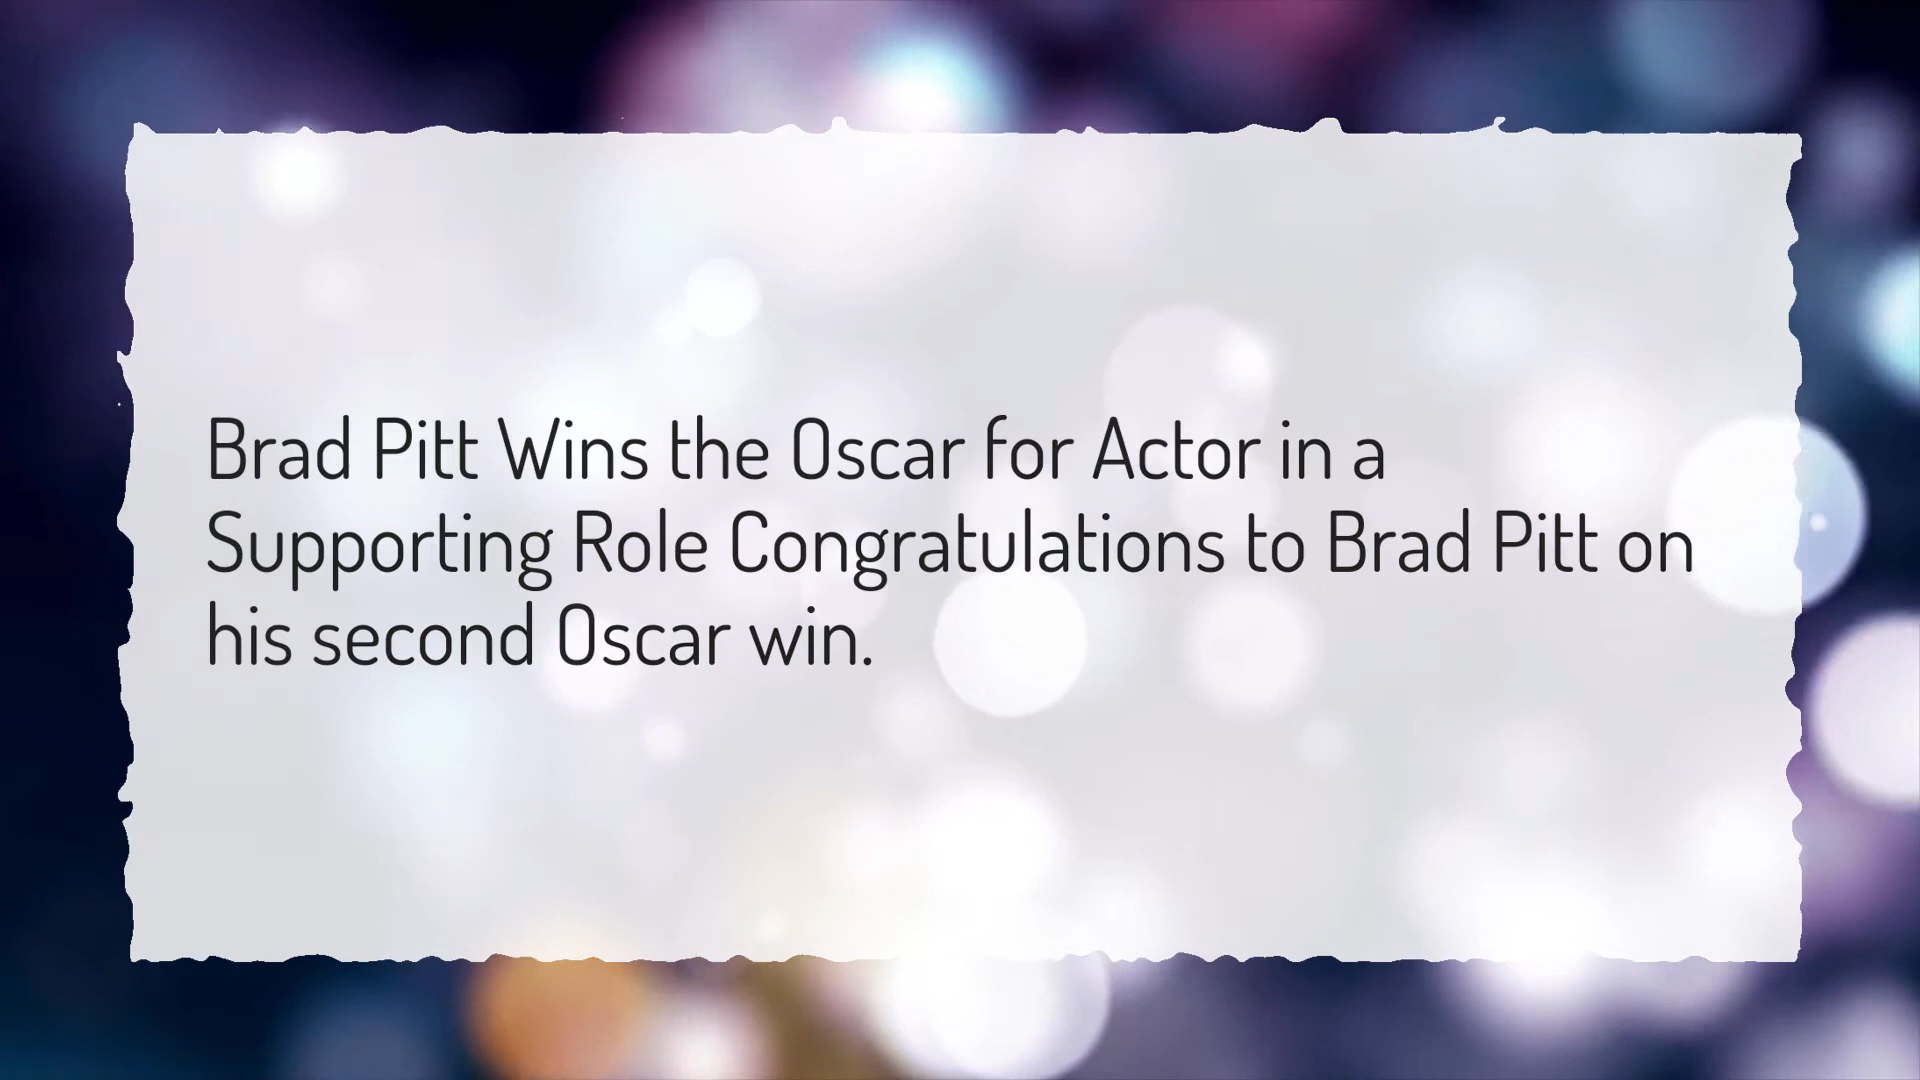 Brad Pitt Wins the Oscar for Actor in a
Supporting Role Congratulations to Brad Pitt on
his second Oscar win.